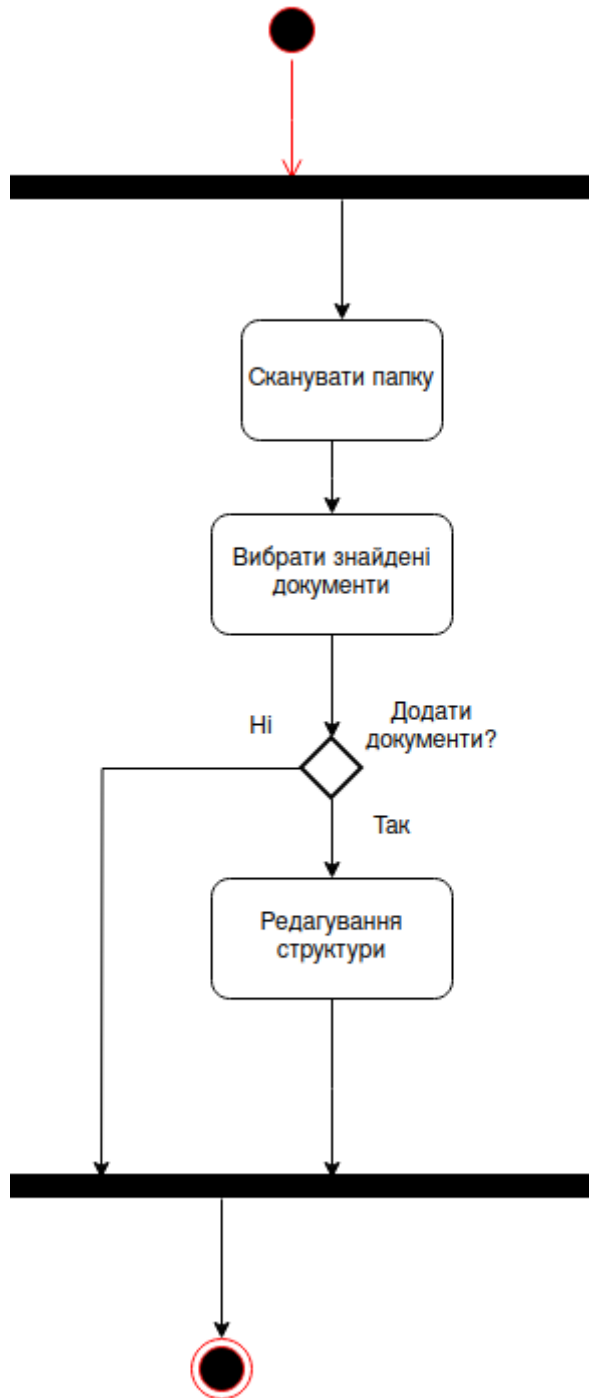 Сканувати папку
Вибрати знайдені
документи
Ні
Додати
документи?
Так
Редагування
структури